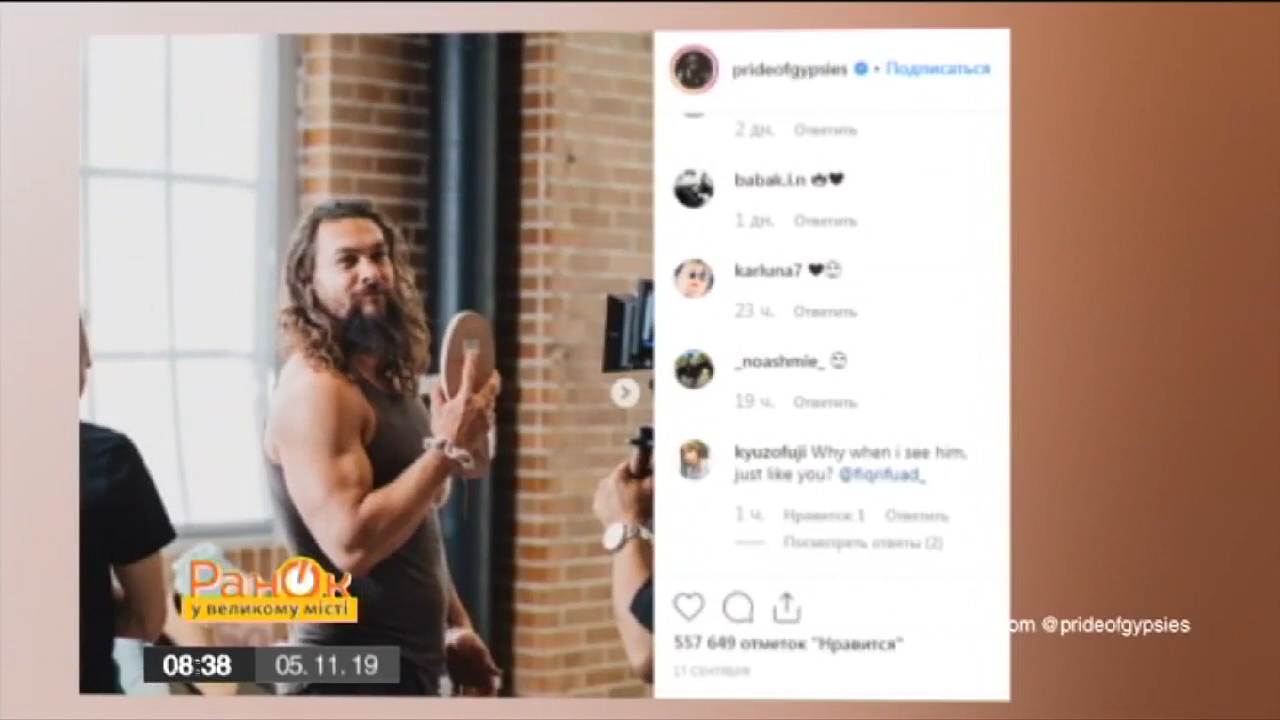 prideofgypsies • Подписаться
2 дн. Ответить
babak.l.n
1 дн. Ответить
karluna7
23 ч. Ответить
_noashmie_
19 ч. Ответить
kyuzofuji Why when i see him,
just like you? @fiqrifuad_
1 ч. Нравится: 1 Ответить
Посмотреть ответы (2)
557 649 отметок "Нравится"
11 сентября
om @prideofgypsies
Ранок
у великому місті
08:38 05.11.19